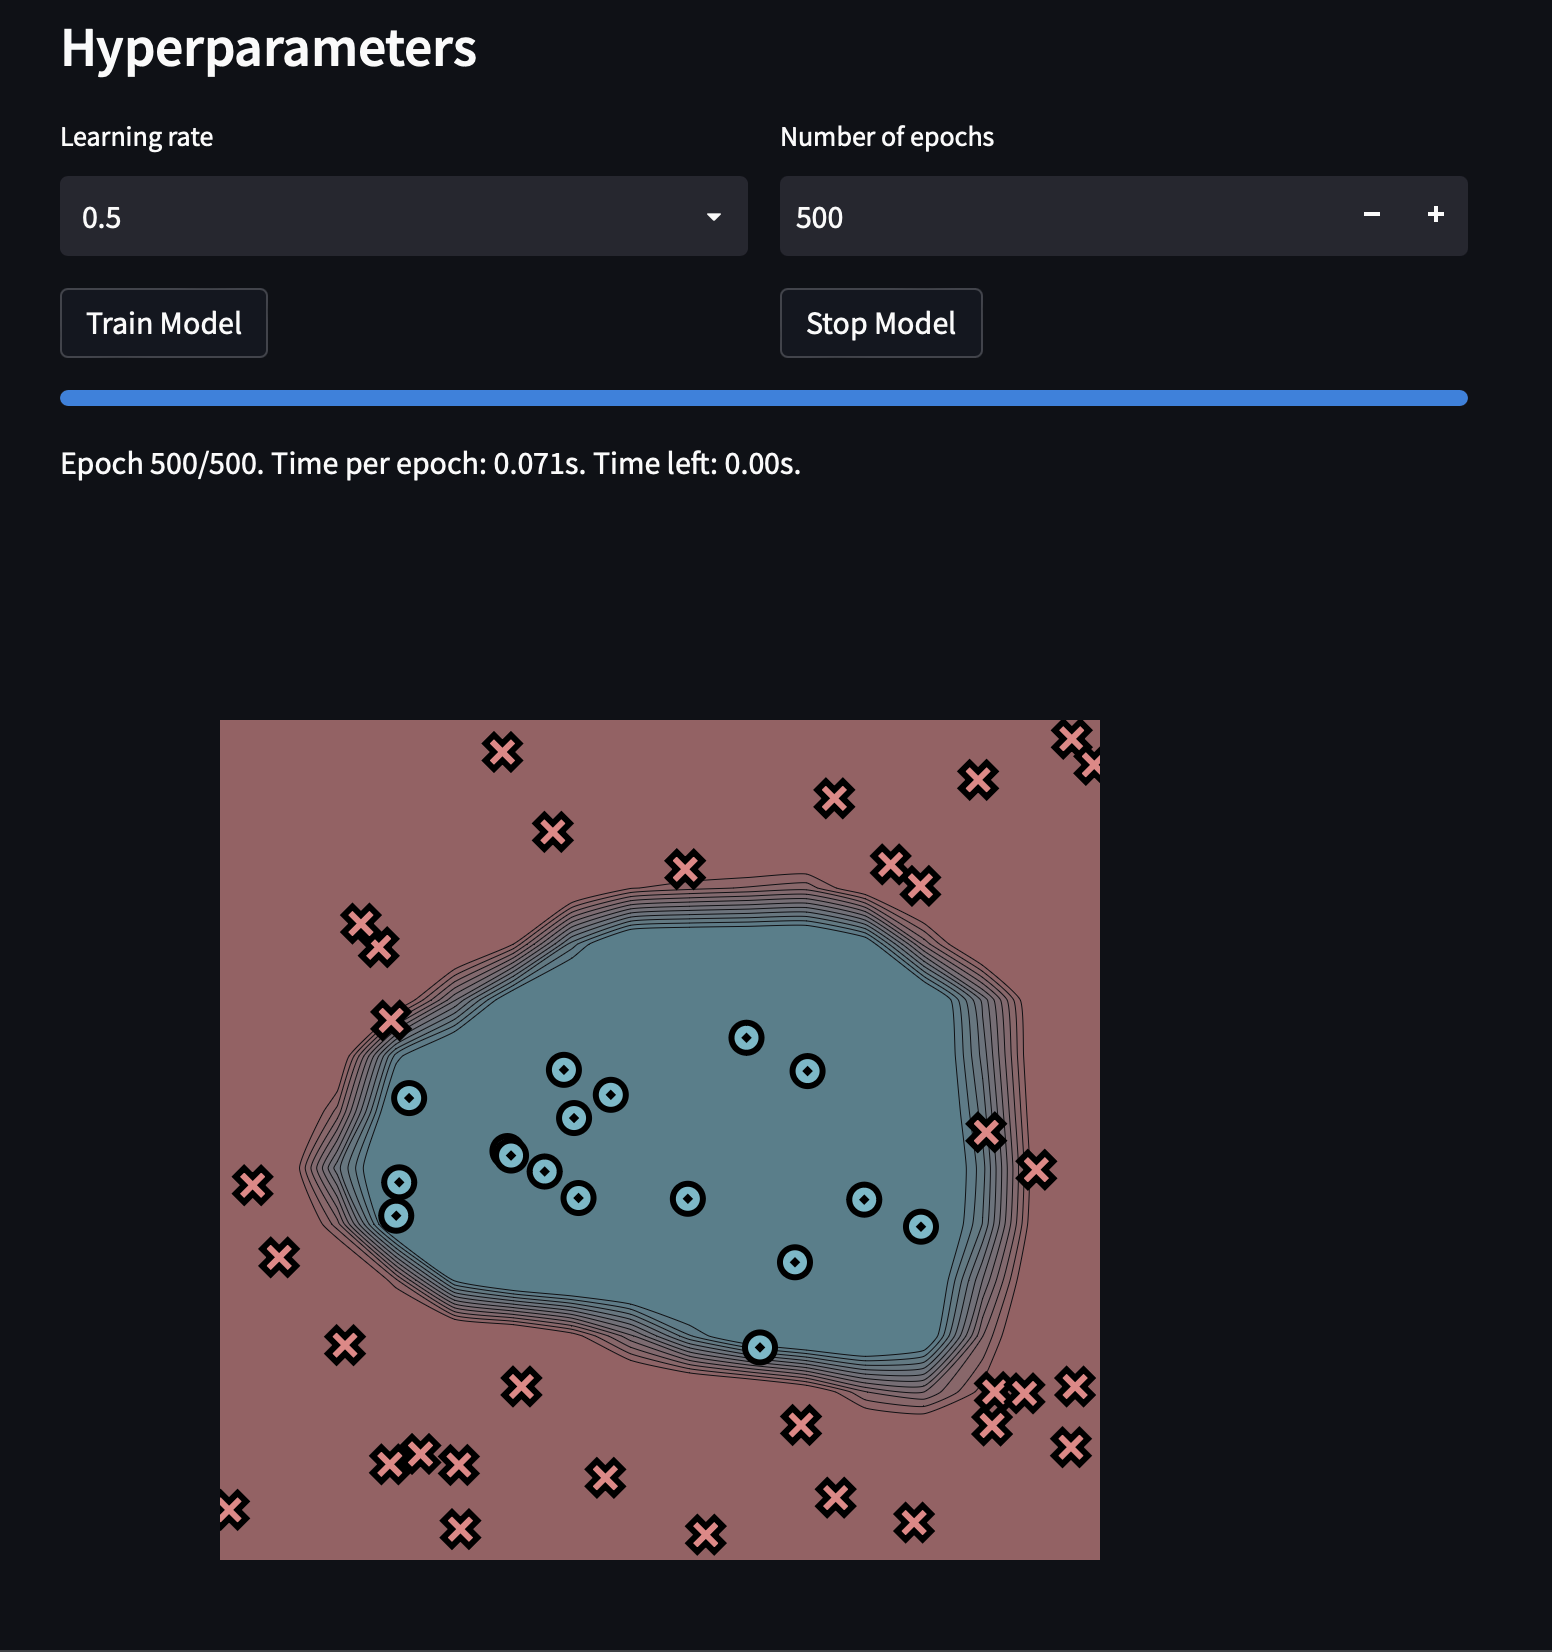 Hyperparameters
Learning rate
Number of epochs
0.5
500
Train Model
Stop Model
Epoch 500/500. Time per epoch: 0.071s. Time left: 0.00s.